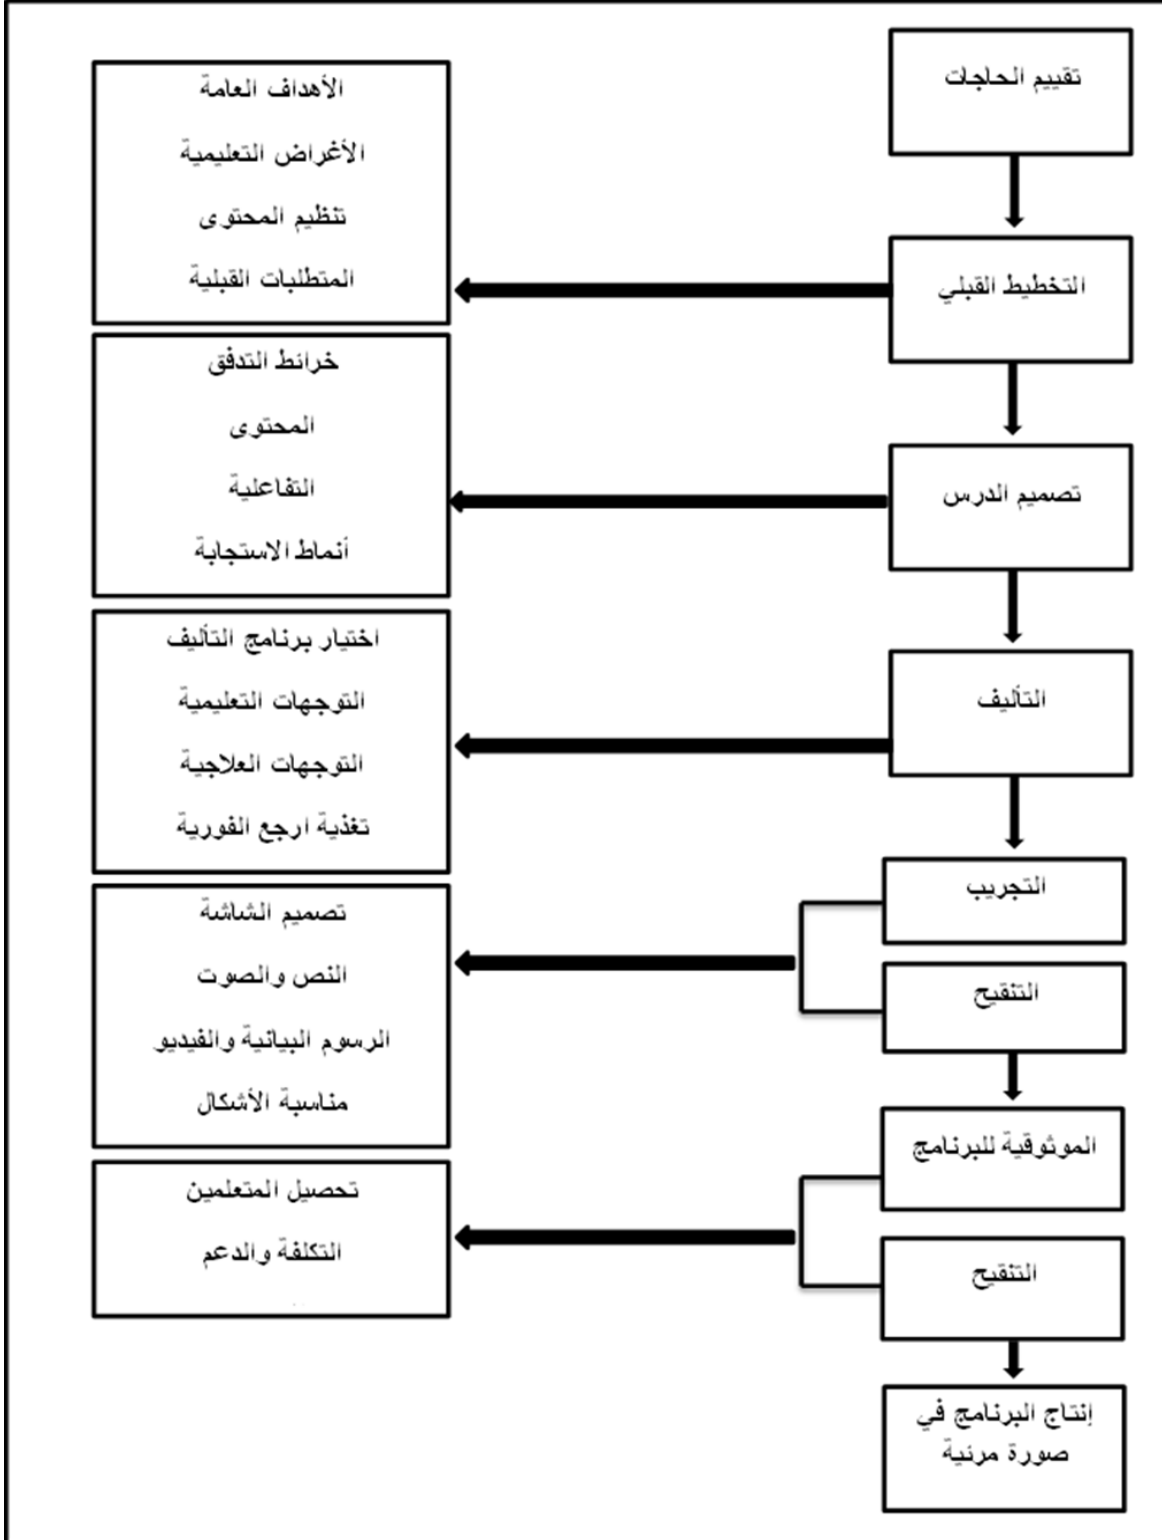 تقييم الحاجات
التخطيط القبلي
الأهداف العامة
الأغراض التعليمية
تنظيم المحتوى
المتطلبات القبلية
تصميم الدرس
خرائط التدفق
المحتوى
التفاعلية
أنماط الاستجابة
التأليف
اختيار برنامج التأليف
التوجهات التعليمية
التوجهات العلاجية
تغذية ارجع الفورية
التجريب
التنقيح
تصميم الشاشة
النص والصوت
الرسوم البيانية والفيديو
مناسبة الأشكال
الموثوقية للبرنامج
التنقيح
تحصيل المتعلمين
التكلفة والدعم
إنتاج البرنامج في
صورة مرئية